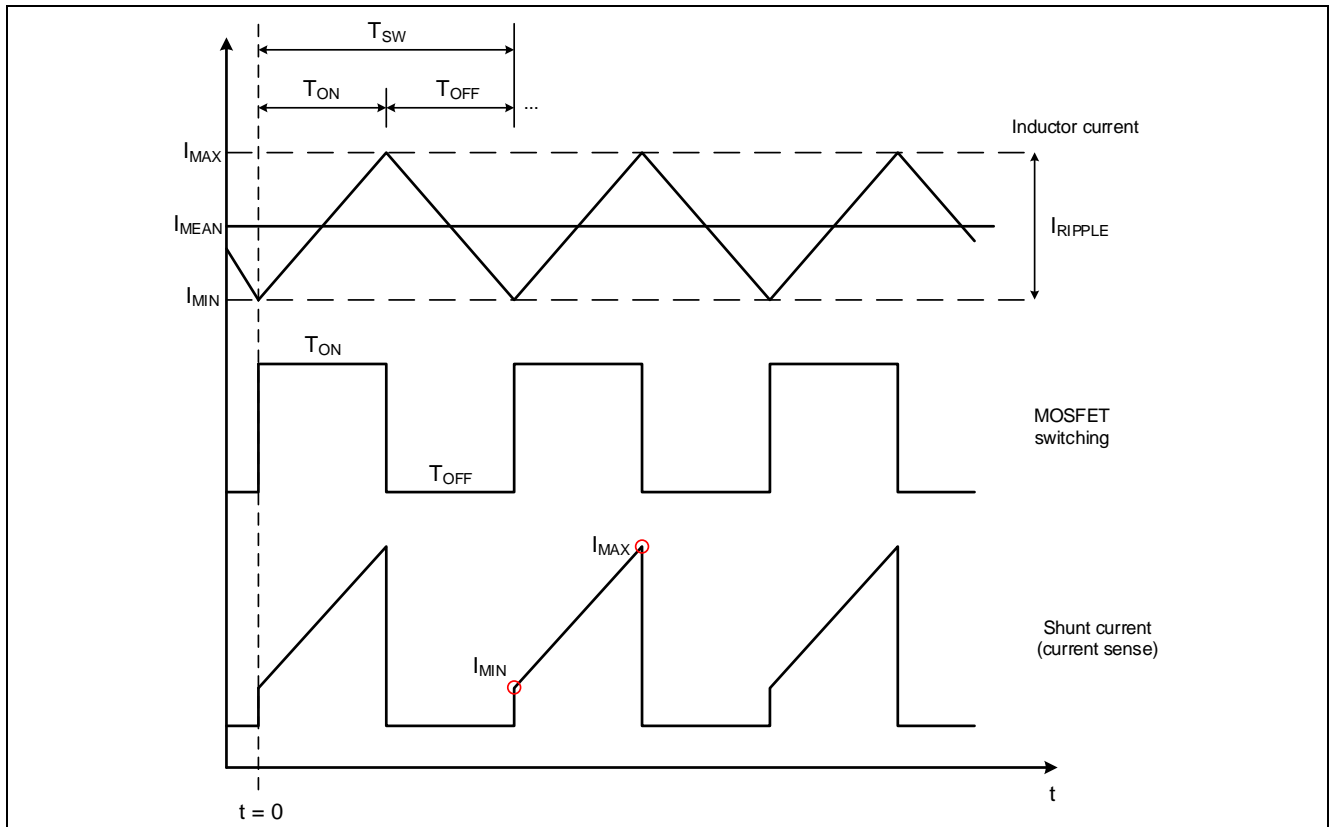 TSW
TON
TOFF
...
Inductor current
IMAX
IMEAN
IRIPPLE
IMIN
TON
MOSFET
switching
TOFF
IMAX
Shunt current
(current sense)
IMIN
t
t = 0